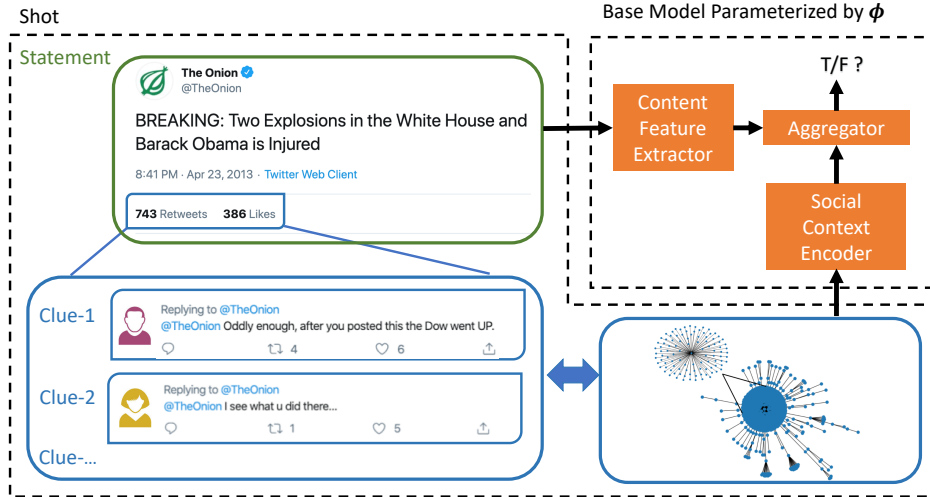 Shot
Base Model Parameterized by ϕ
Statement
The Onion
@TheOnion
BREAKING: Two Explosions in the White House and
Barack Obama is Injured
8:41 PM · Apr 23, 2013 · Twitter Web Client
743 Retweets 386 Likes
T/F ?
Content
Feature
Extractor
Aggregator
Social
Context
Encoder
Clue-1
Replying to @TheOnion
@TheOnion Oddly enough, after you posted this the Dow went UP.
4 6
Clue-2
Replying to @TheOnion
@TheOnion I see what u did there...
1 5
Clue-...